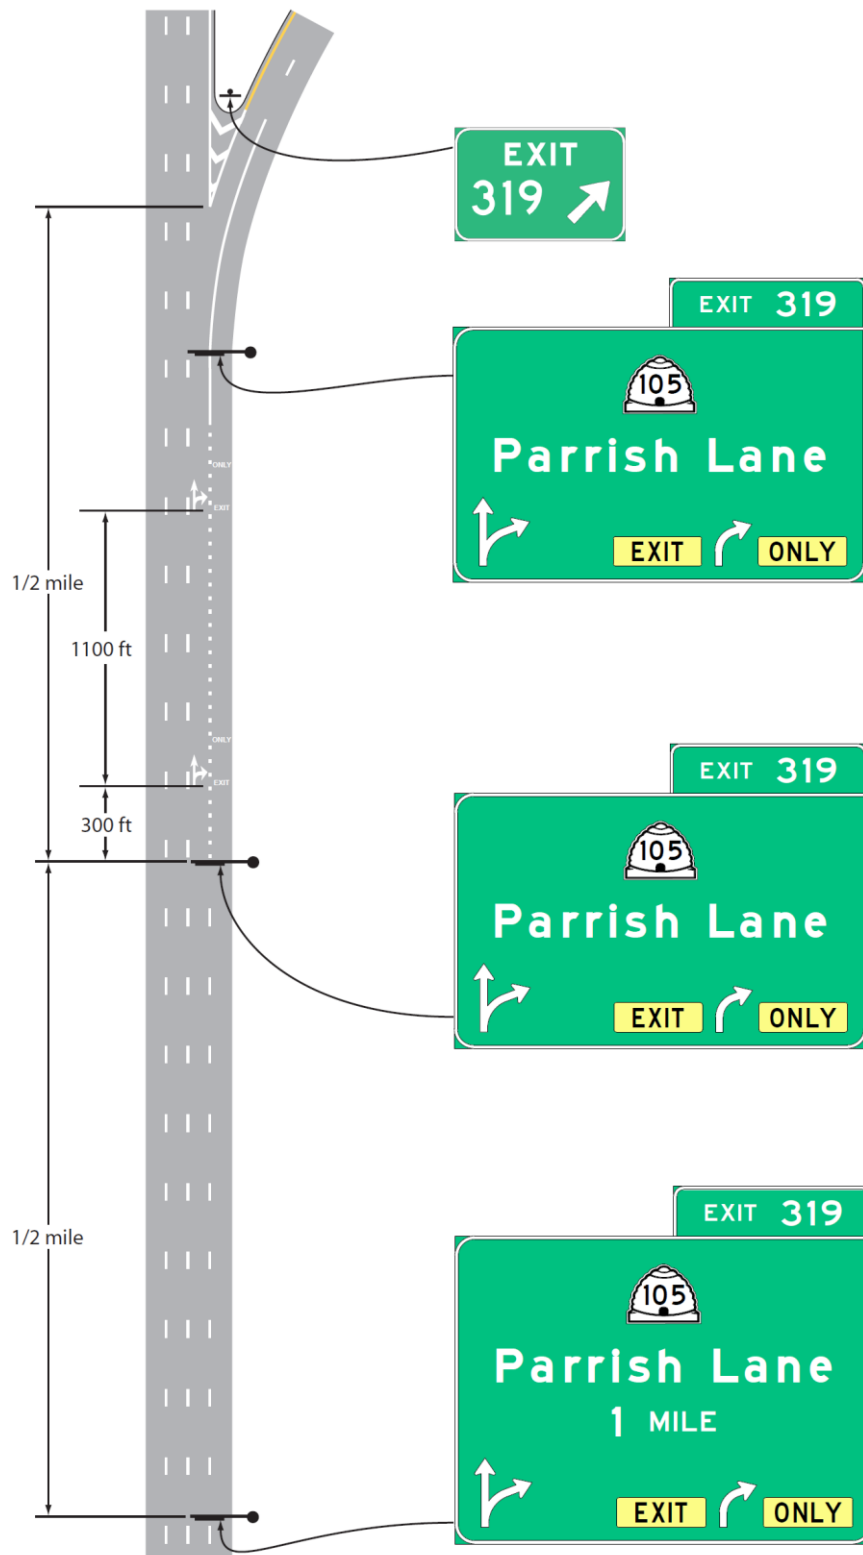 EXIT
319
EXIT 319
105
Parrish Lane
EXIT ONLY
ONLY
EXIT
1/2 mile
1100 ft
ONLY
EXIT
300 ft
EXIT 319
105
Parrish Lane
EXIT ONLY
1/2 mile
EXIT 319
105
Parrish Lane
1 MILE
EXIT ONLY